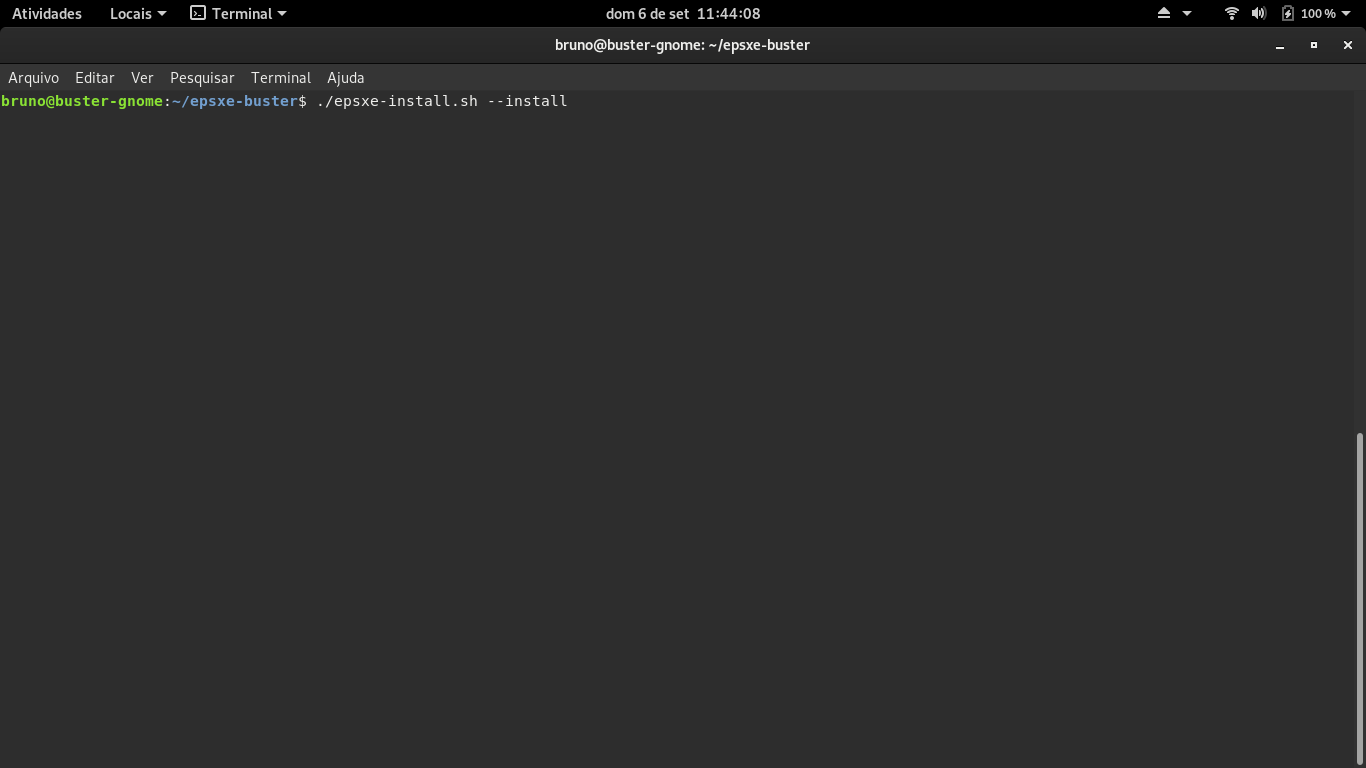 Atividades Locais Terminal dom 6 de set 11:44:08 100 %
bruno@buster-gnome: ~/epsxe-buster
Arquivo Editar Ver Pesquisar Terminal Ajuda
bruno@buster-gnome:~/epsxe-buster$ ./epsxe-install.sh --install